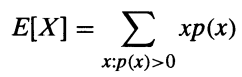 E[X] = ∑ xp(x)
x:p(x)>0